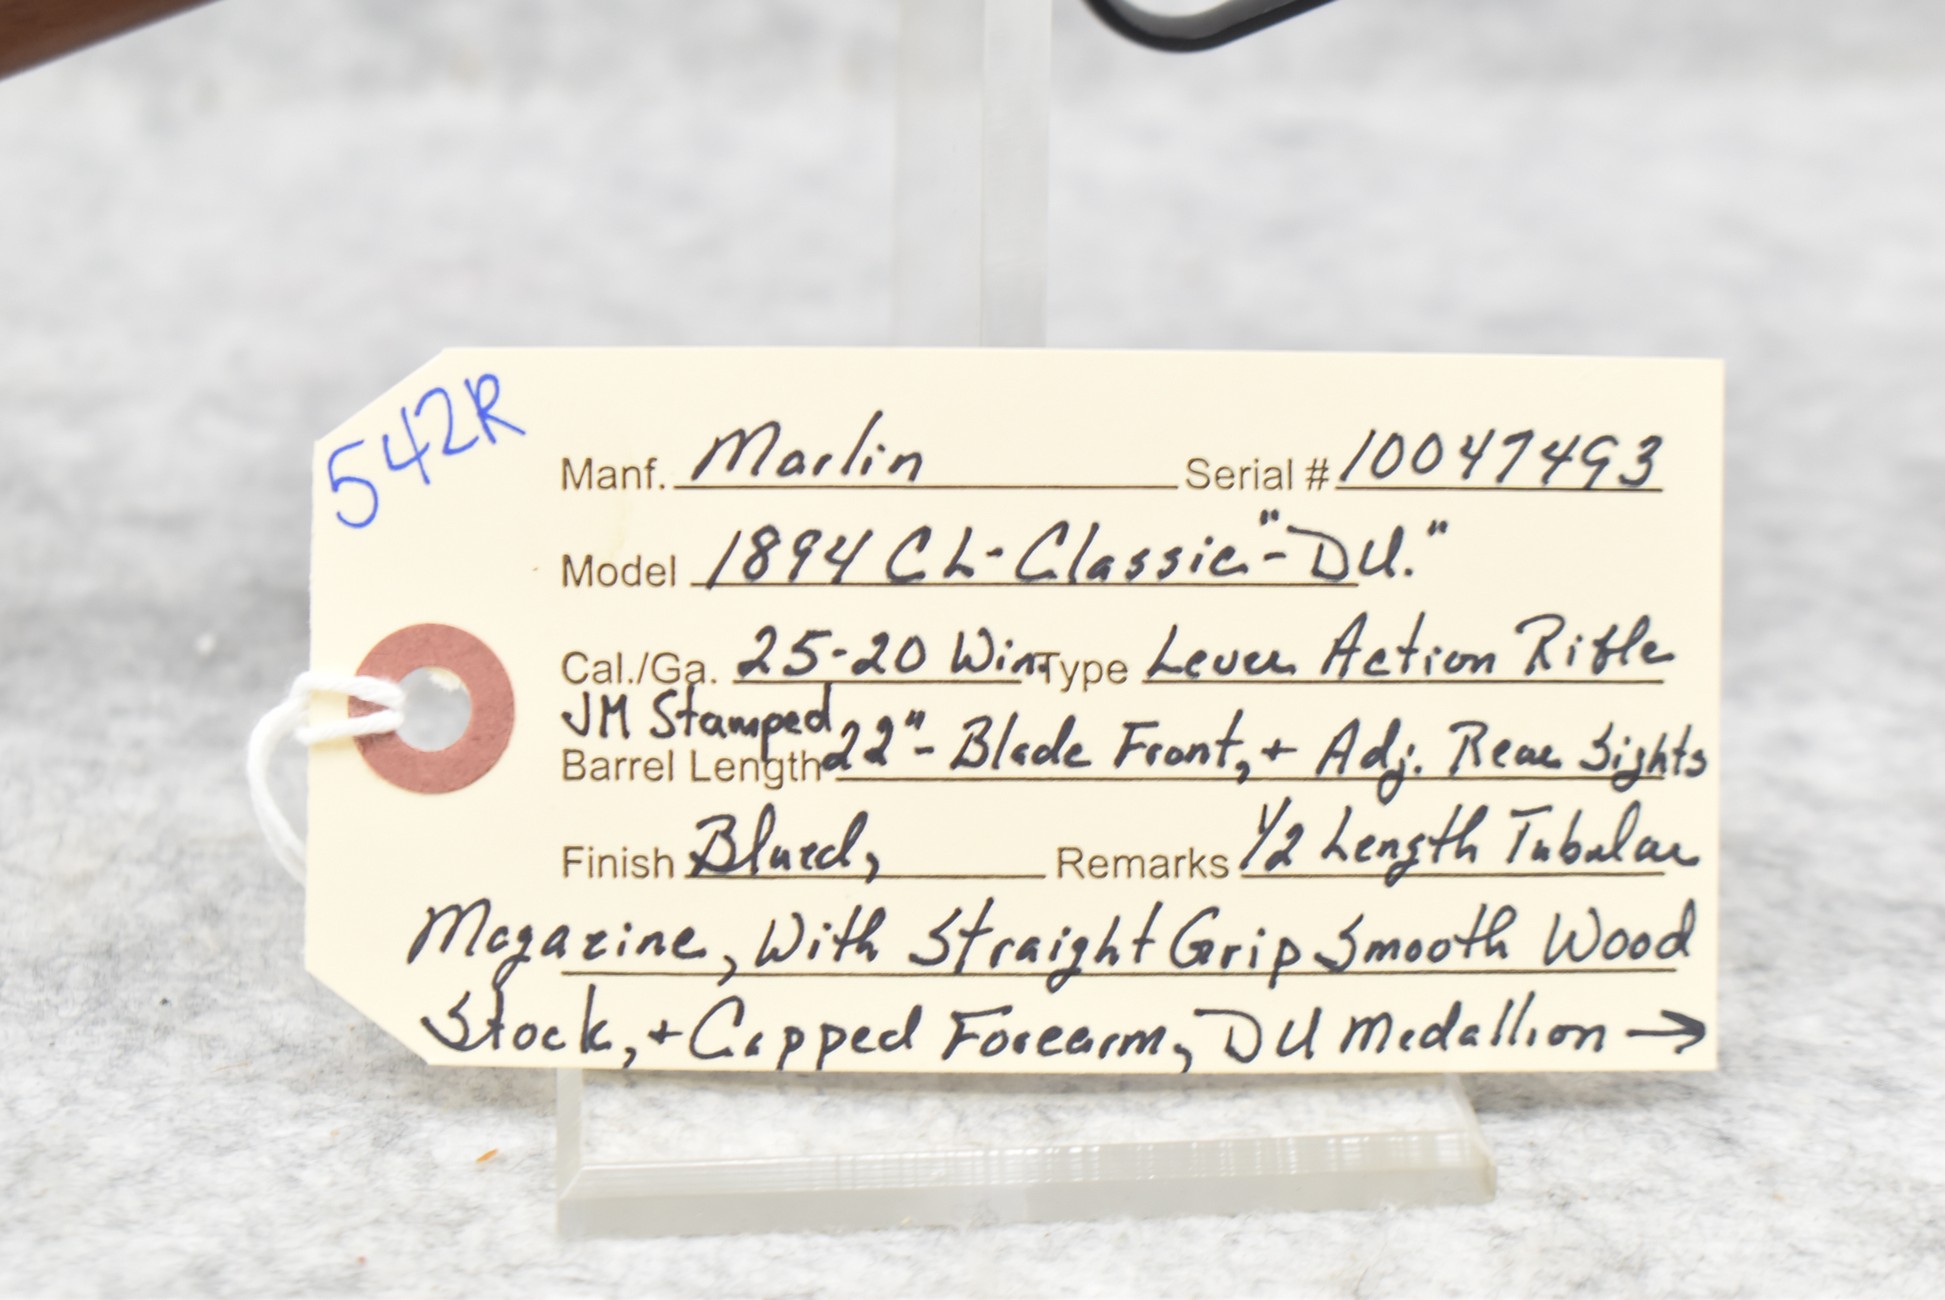 542R
Manf. Marlin Serial # 10047493
Model 1894 CL-Classic "-DU."
Cal./Ga. 25-20 Win. Type Lever Action Rifle
JM Stamped
Barrel Length 22"- Blade Front, + Adj. Rear Sights
Finish Blued, Remarks 1/2 Length Tubular
Magazine, With Straight Grip Smooth Wood
Stock, + Capped Forearm, DU Medallion →